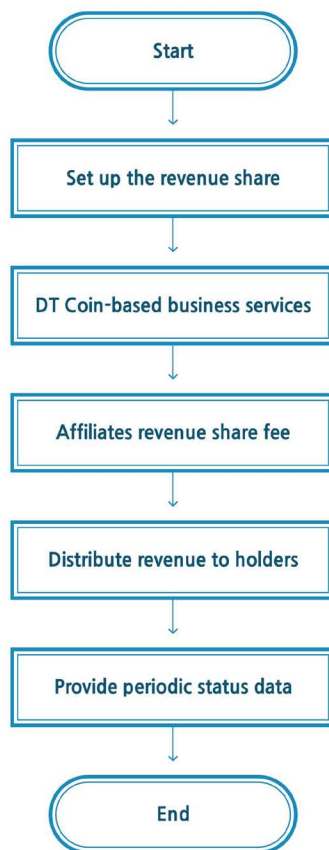 Start
Set up the revenue share
DT Coin-based business services
Affiliates revenue share fee
Distribute revenue to holders
Provide periodic status data
End